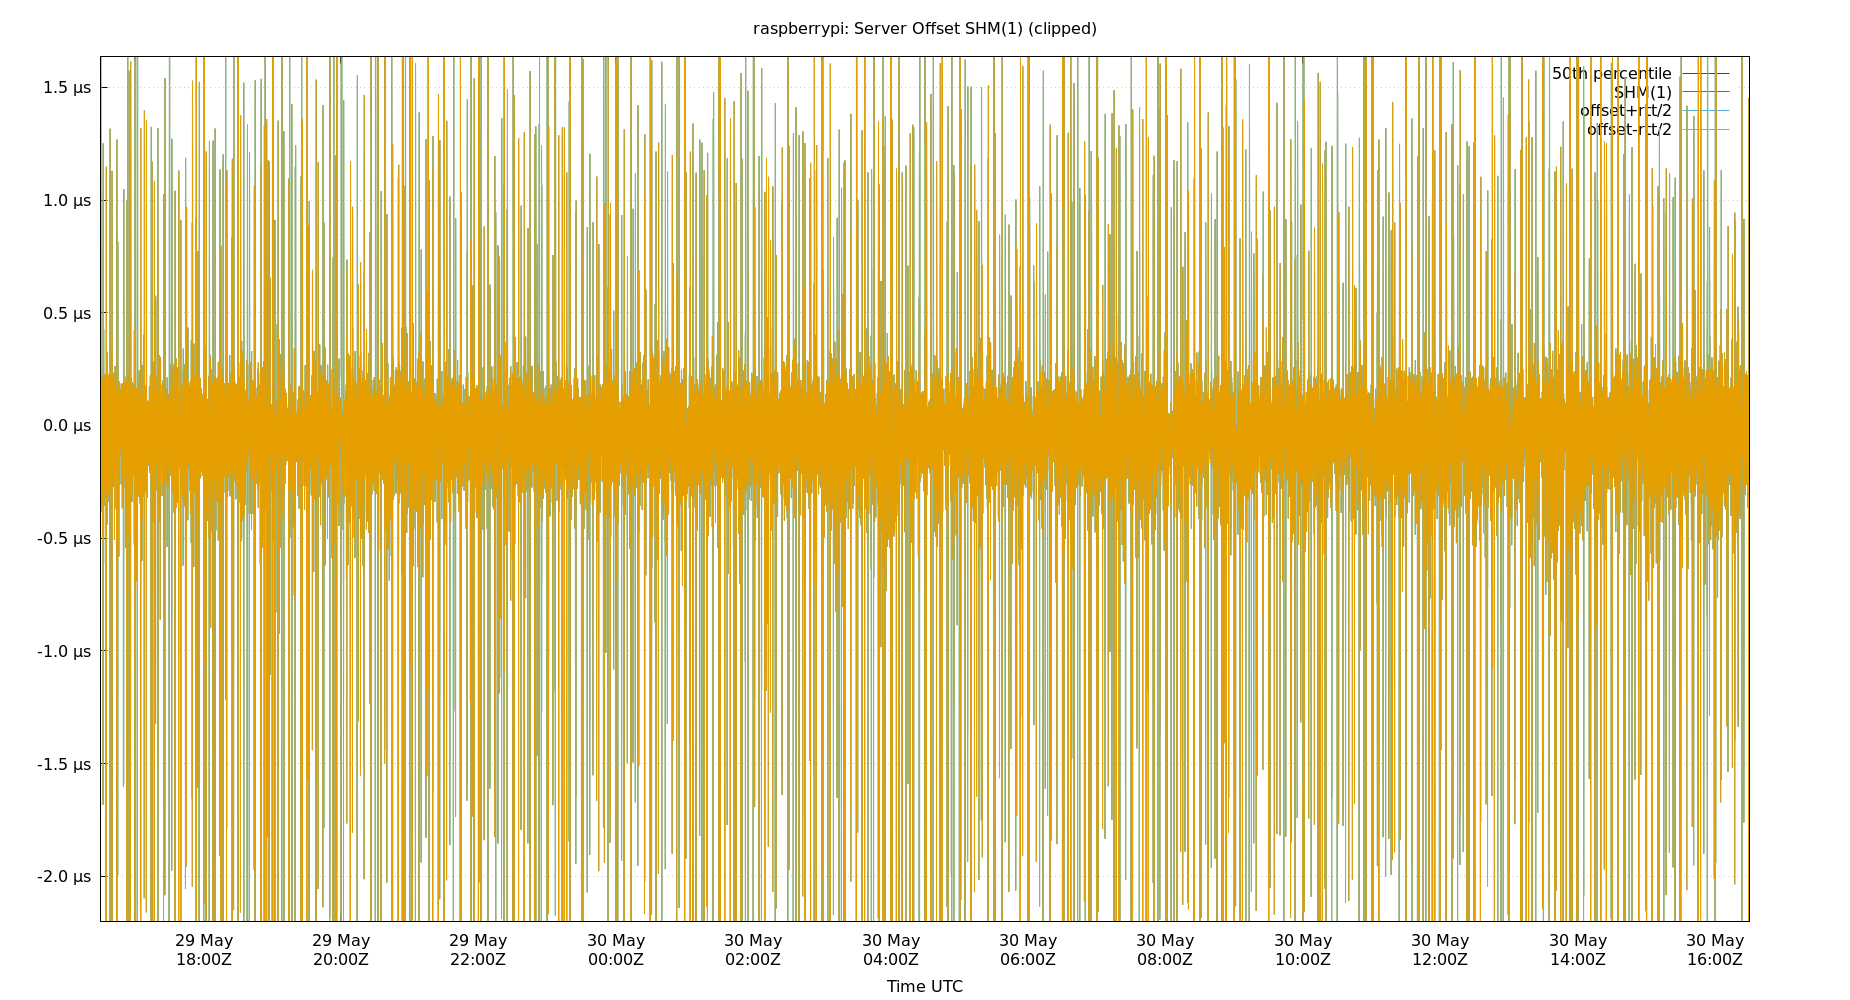 raspberrypi: Server Offset SHM(1) (clipped)
50th percentile
SHM(1)
offset+rtt/2
offset-rtt/2
1.5 µs
1.0 µs
0.5 µs
0.0 µs
-0.5 µs
-1.0 µs
-1.5 µs
-2.0 µs
29 May 29 May 29 May 30 May 30 May 30 May 30 May 30 May 30 May 30 May 30 May 30 May
18:00Z 20:00Z 22:00Z 00:00Z 02:00Z 04:00Z 06:00Z 08:00Z 10:00Z 12:00Z 14:00Z 16:00Z
Time UTC